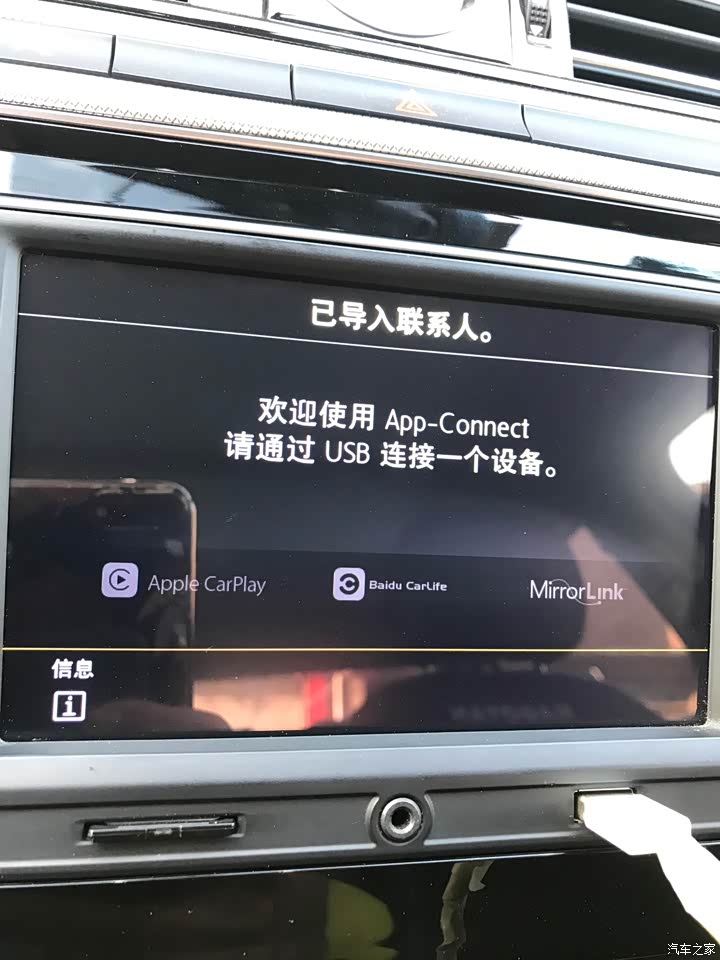 已导入联系人。
欢迎使用 App-Connect
请通过 USB 连接一个设备。
Apple CarPlay
Baidu CarLife
MirrorLink
信息
汽车之家